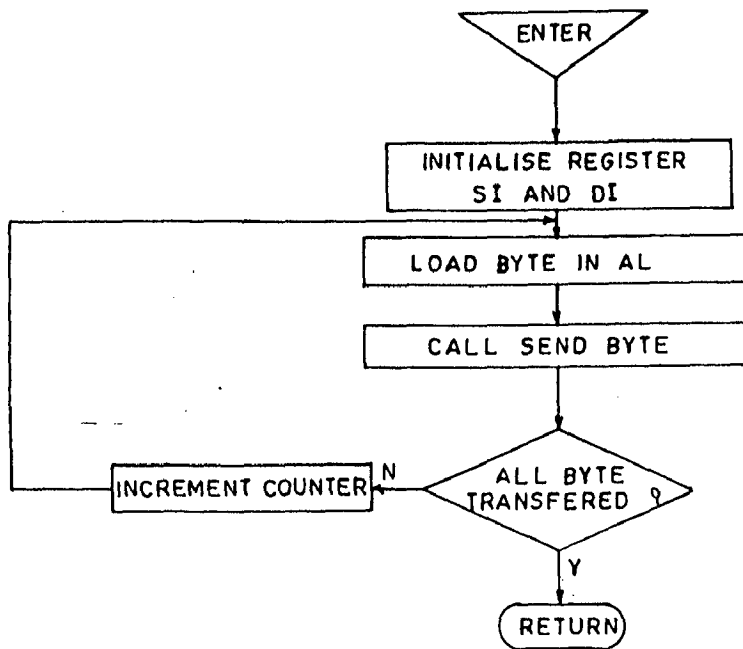 ENTER
INITIALISE REGISTER
SI AND DI
LOAD BYTE IN AL
CALL SEND BYTE
ALL BYTE
TRANSFERED ?
N
INCREMENT COUNTER
Y
RETURN